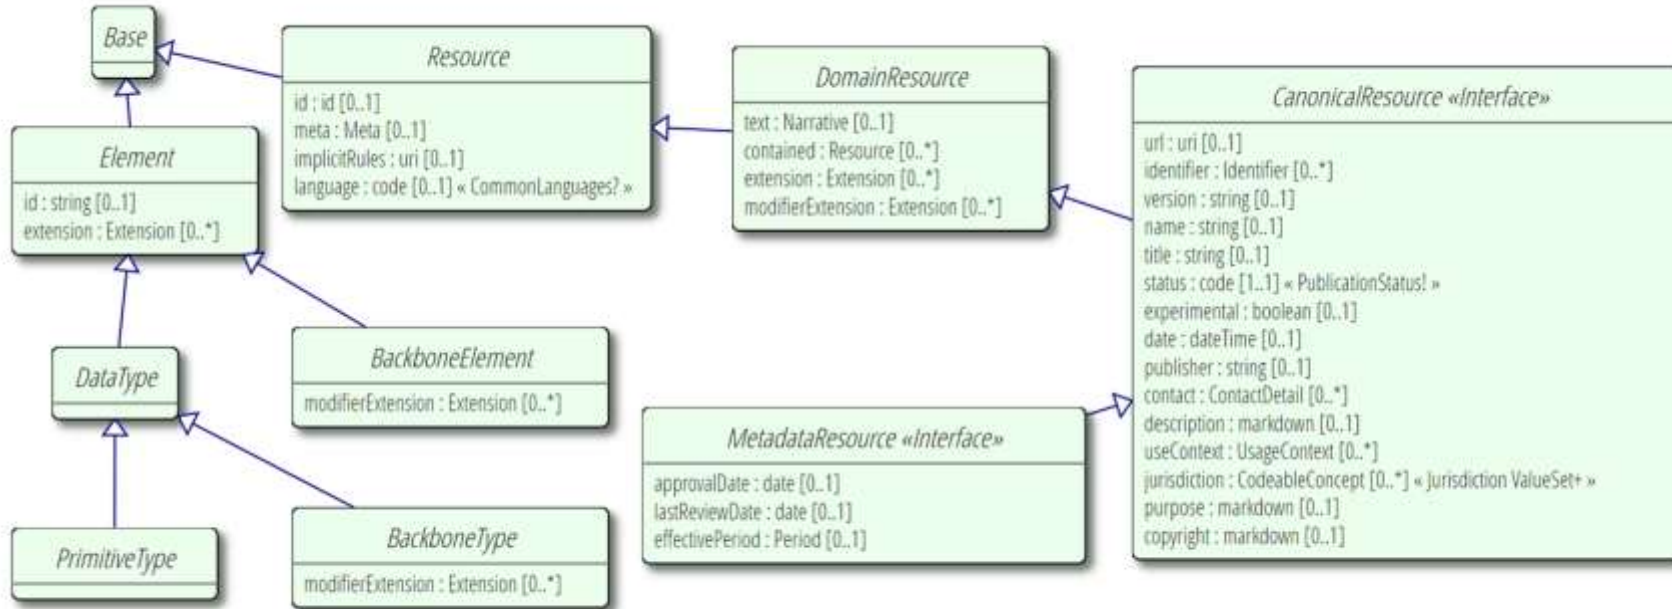 Base
Resource
id : id [0..1]
meta : Meta [0..1]
implicitRules : uri [0..1]
language : code [0..1] « CommonLanguages? »
DomainResource
text : Narrative [0..1]
contained : Resource [0..*]
extension : Extension [0..*]
modifierExtension : Extension [0..*]
CanonicalResource «Interface»
url : uri [0..1]
identifier : Identifier [0..*]
version : string [0..1]
name : string [0..1]
title : string [0..1]
status : code [1..1] « PublicationStatus! »
experimental : boolean [0..1]
date : dateTime [0..1]
publisher : string [0..1]
contact : ContactDetail [0..*]
description : markdown [0..1]
useContext : UsageContext [0..*]
jurisdiction : CodeableConcept [0..*] « Jurisdiction ValueSet+ »
purpose : markdown [0..1]
copyright : markdown [0..1]
Element
id : string [0..1]
extension : Extension [0..*]
DataType
BackboneElement
modifierExtension : Extension [0..*]
MetadataResource «Interface»
approvalDate : date [0..1]
lastReviewDate : date [0..1]
effectivePeriod : Period [0..1]
PrimitiveType
BackboneType
modifierExtension : Extension [0..*]